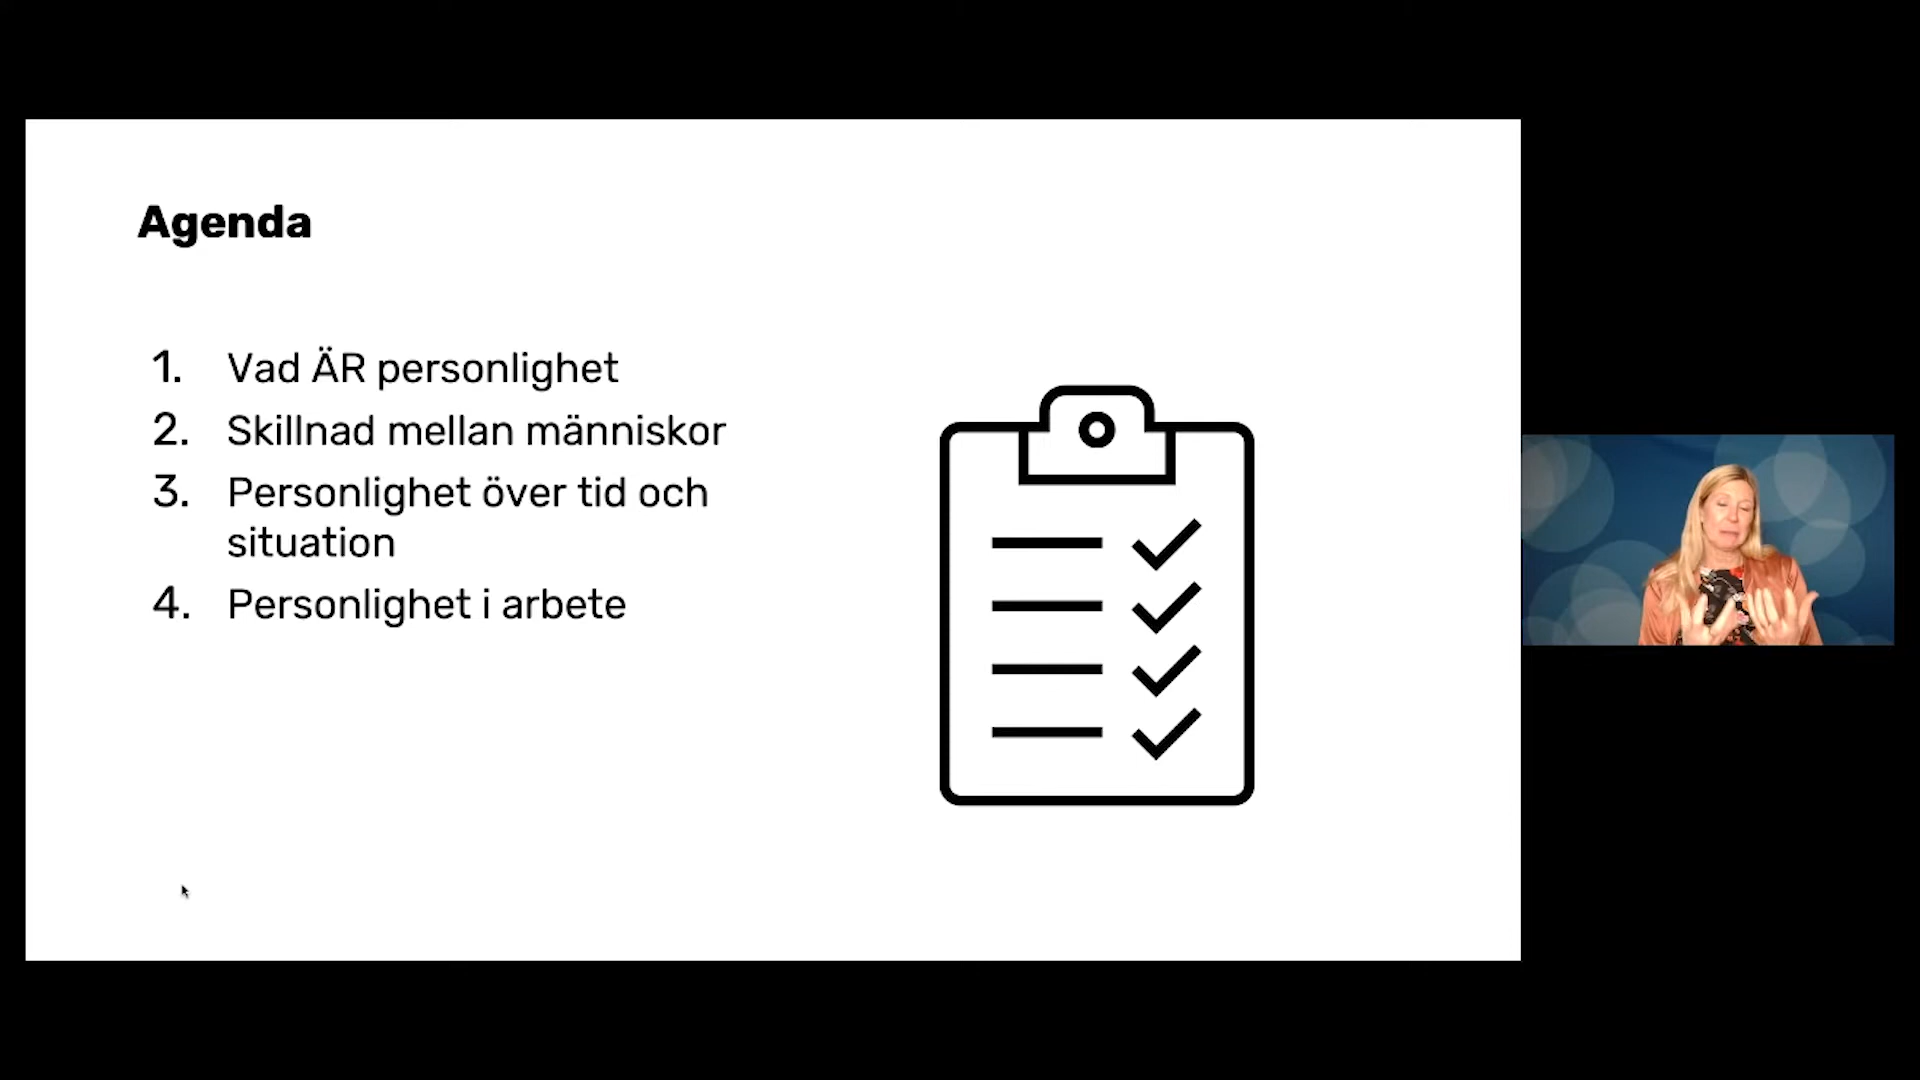 Agenda
1. Vad ÄR personlighet
2. Skillnad mellan människor
3. Personlighet över tid och
situation
4. Personlighet i arbete